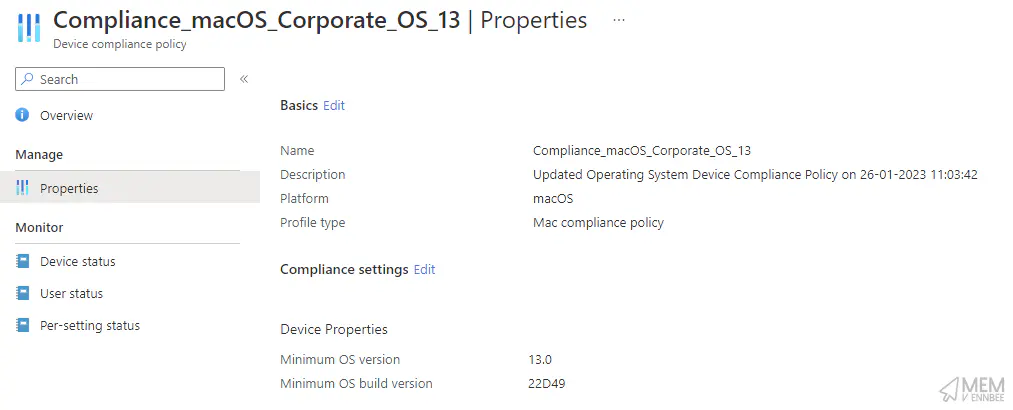 Compliance_macOS_Corporate_OS_13 | Properties ...
Device compliance policy
Search «
Overview
Manage
Properties
Monitor
Device status
User status
Per-setting status
Basics Edit
Name Compliance_macOS_Corporate_OS_13
Description Updated Operating System Device Compliance Policy on 26-01-2023 11:03:42
Platform macOS
Profile type Mac compliance policy
Compliance settings Edit
Device Properties
Minimum OS version 13.0
Minimum OS build version 22D49
MEM
V ENNBEE